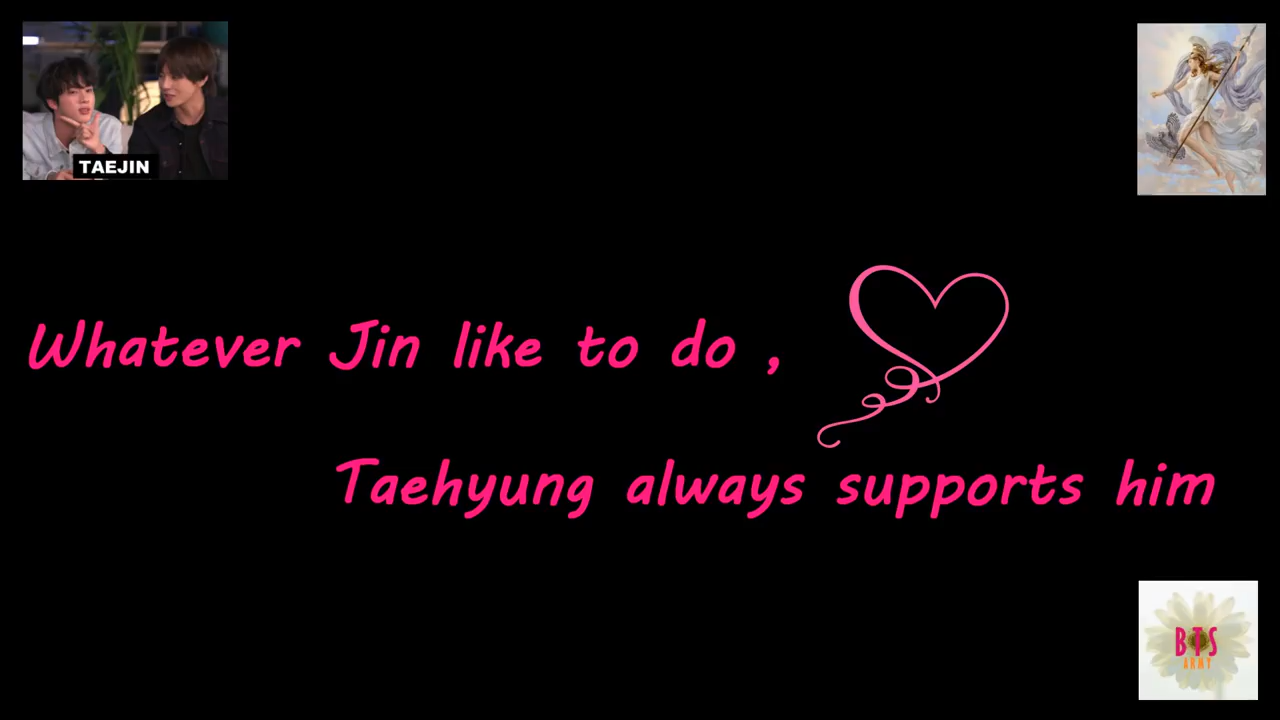 TAEJIN
Whatever Jin like to do ,
Taehyung always supports him
BTS
ARMY